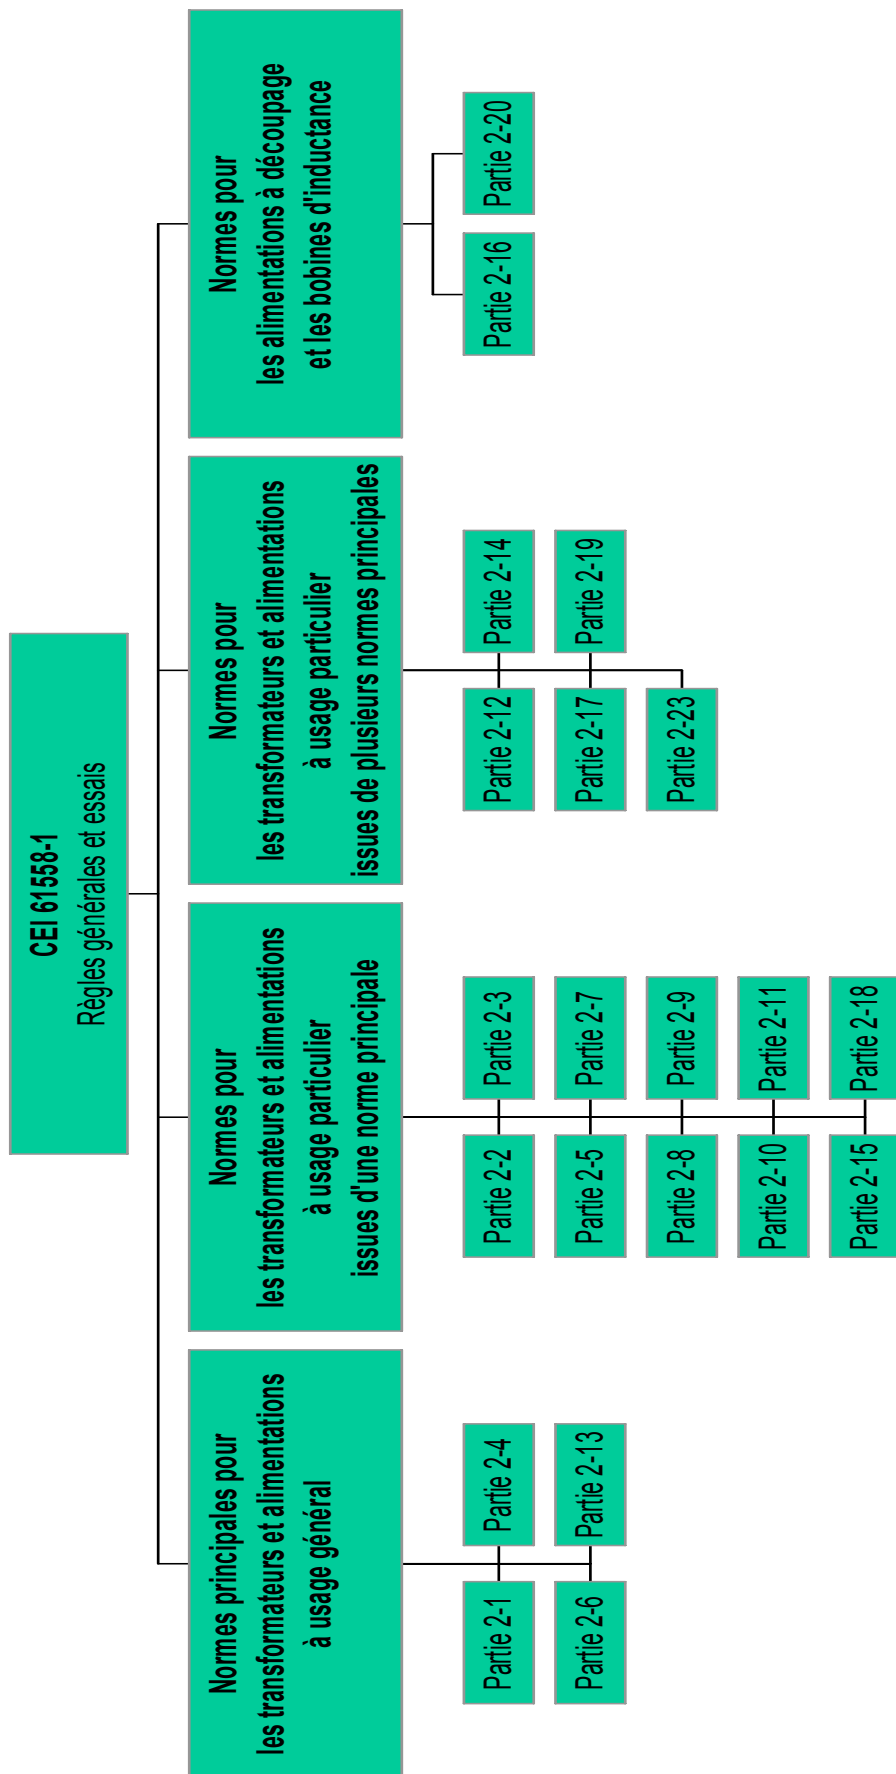 CEI 61558-1
Règles générales et essais
Normes principales pour
les transformateurs et alimentations
à usage général
Partie 2-1
Partie 2-4
Partie 2-6
Partie 2-13
Normes pour
les transformateurs et alimentations
à usage particulier
issues d'une norme principale
Partie 2-2
Partie 2-3
Partie 2-5
Partie 2-7
Partie 2-8
Partie 2-9
Partie 2-10
Partie 2-11
Partie 2-15
Partie 2-18
Normes pour
les transformateurs et alimentations
à usage particulier
issues de plusieurs normes principales
Partie 2-12
Partie 2-14
Partie 2-17
Partie 2-19
Partie 2-23
Normes pour
les alimentations à découpage
et les bobines d'inductance
Partie 2-16
Partie 2-20